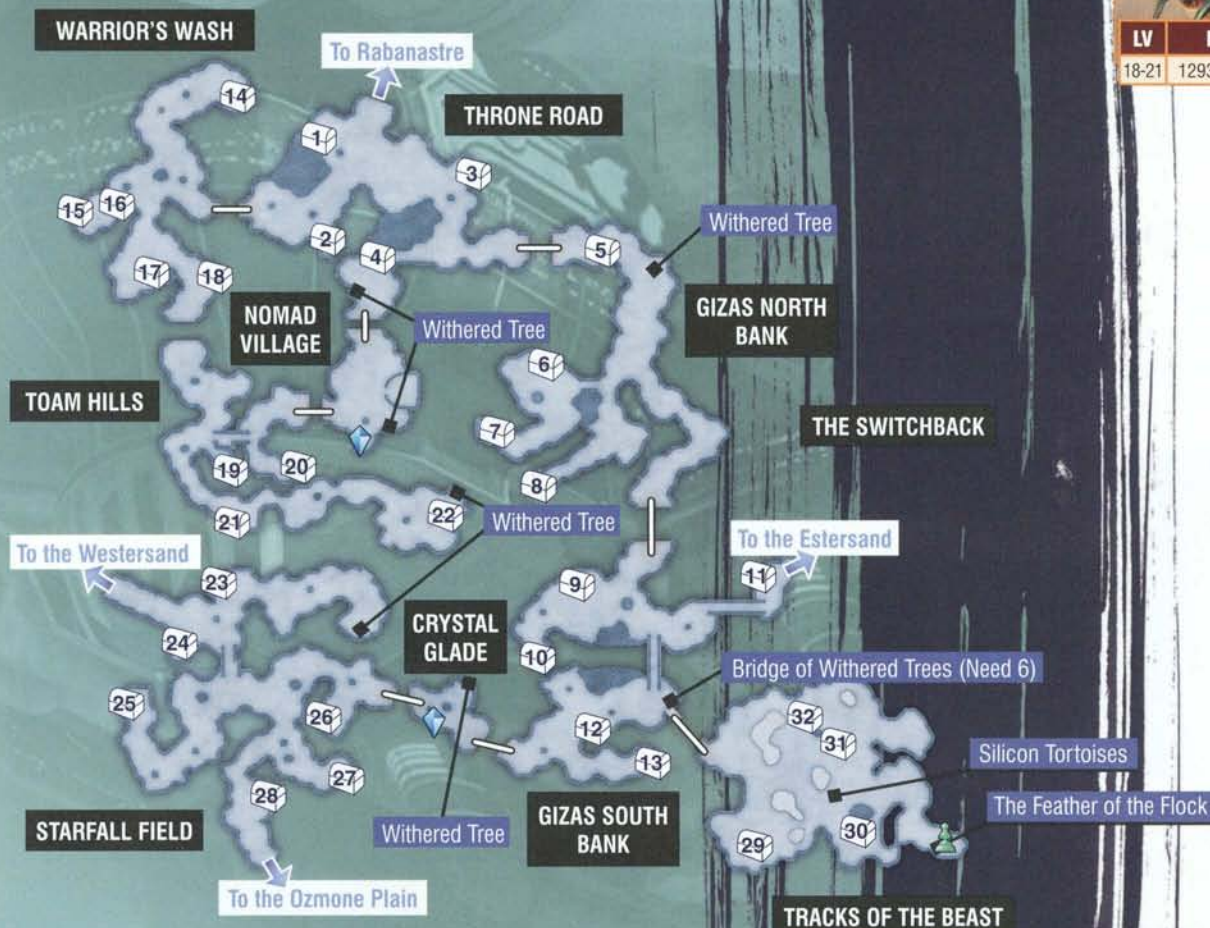 WARRIOR'S WASH
To Rabanastre
LV
18-21
1293
14
1
THRONE ROAD
3
15
16
2
4
5
Withered Tree
17
18
NOMAD
VILLAGE
Withered Tree
GIZAS NORTH
BANK
TOAM HILLS
6
7
8
THE SWITCHBACK
19
20
21
22
Withered Tree
To the Westersand
To the Estersand
23
9
11
24
CRYSTAL
GLADE
10
Bridge of Withered Trees (Need 6)
25
26
12
32
31
13
Silicon Tortoises
27
28
STARFALL FIELD
Withered Tree
GIZAS SOUTH
BANK
29
30
The Feather of the Flock
To the Ozmone Plain
TRACKS OF THE BEAST